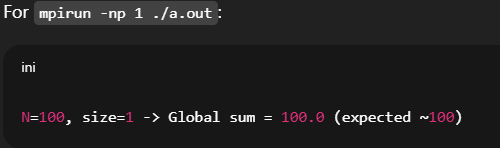 For mpirun -np 1 ./a.out:
ini
N=100, size=1 -> Global sum = 100.0 (expected ~100)